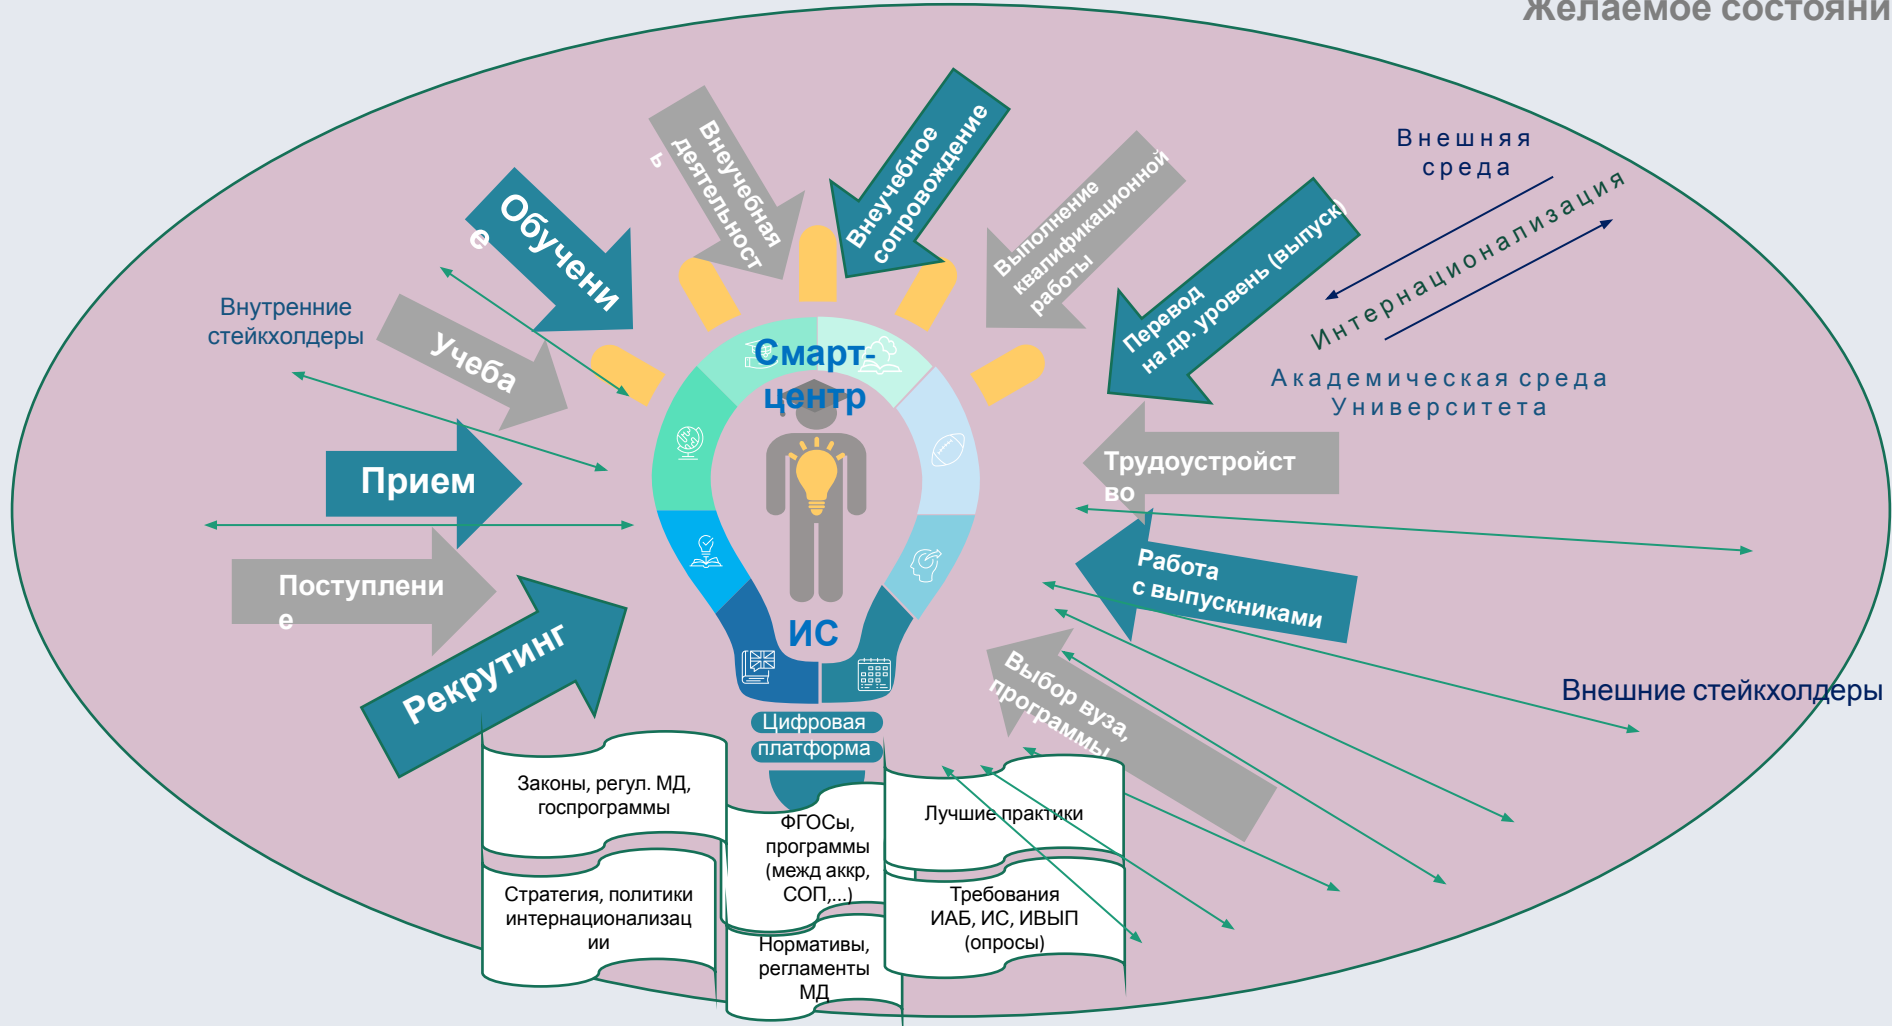 Желаемое состояни
Внешняя
среда
Интернационализация
Академическая среда
Университета
Внеучебная
деятельност
ь
Внеучебное
сопровождение
Выполнение
квалификационной
работы
Перевод
на др. уровень (выпуск)
Обучени
е
Внутренние
стейкхолдеры
Учеба
Смарт-
центр
Прием
Трудоустройст
во
Поступлени
е
Работа
с выпускниками
Рекрутинг
ИС
Выбор вуза,
программы
Внешние стейкхолдеры
Цифровая
платформа
Законы, регул. МД,
госпрограммы
ФГОСы,
программы
(межд аккр,
СОП,...)
Лучшие практики
Стратегия, политики
интернационализац
ии
Требования
ИАБ, ИС, ИВЫП
(опросы)
Нормативы,
регламенты
МД